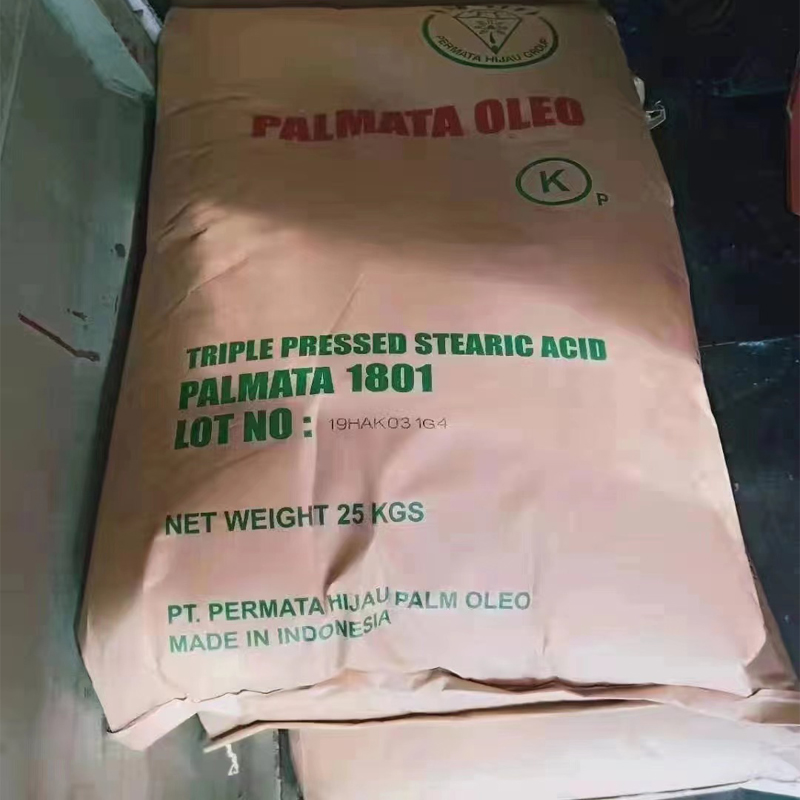 PERMATA HIJAU GROUP
PALMATA OLEO
K
P
TRIPLE PRESSED STEARIC ACID
PALMATA 1801
LOT NO : 19HAK031G4
NET WEIGHT 25 KGS
PT. PERMATA HIJAU PALM OLEO
MADE IN INDONESIA